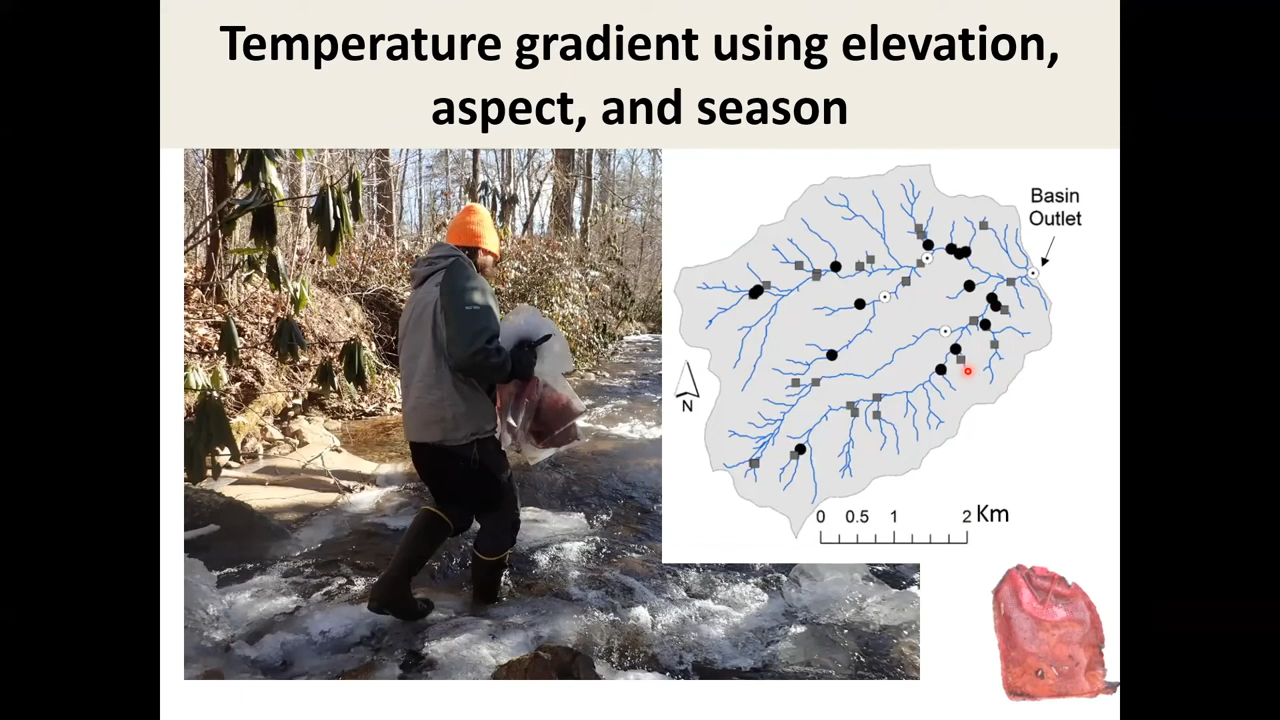 Temperature gradient using elevation,
aspect, and season
Basin
Outlet
N
0 0.5 1 2 Km